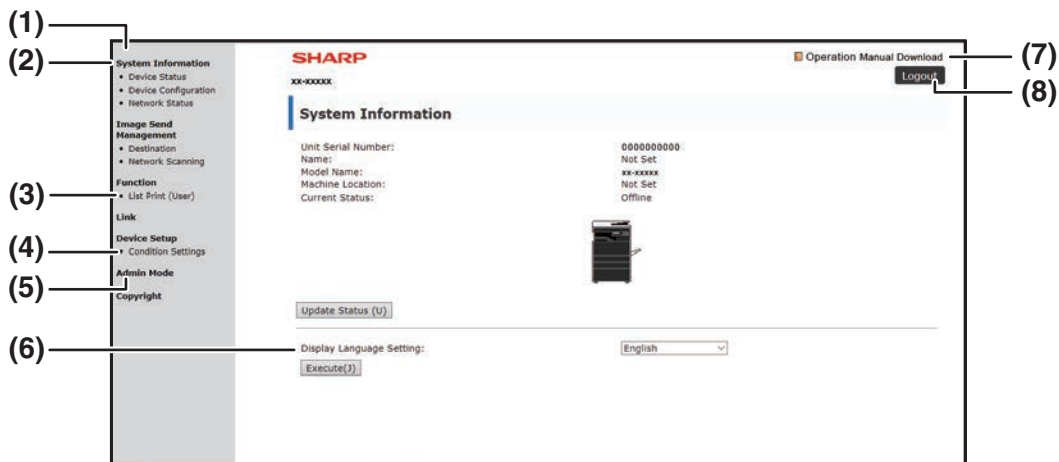 (1)
(2)
(3)
(4)
(5)
(6)
(7)
(8)
System Information
• Device Status
• Device Configuration
• Network Status
Image Send
Management
• Destination
• Network Scanning
Function
• List Print (User)
Link
Device Setup
• Condition Settings
Admin Mode
Copyright
SHARP
xx-xxxxx
Operation Manual Download
Logout
System Information
Unit Serial Number: 0000000000
Name: Not Set
Model Name: xx-xxxxx
Machine Location: Not Set
Current Status: Offline
Update Status (U)
Display Language Setting: English
Execute(J)